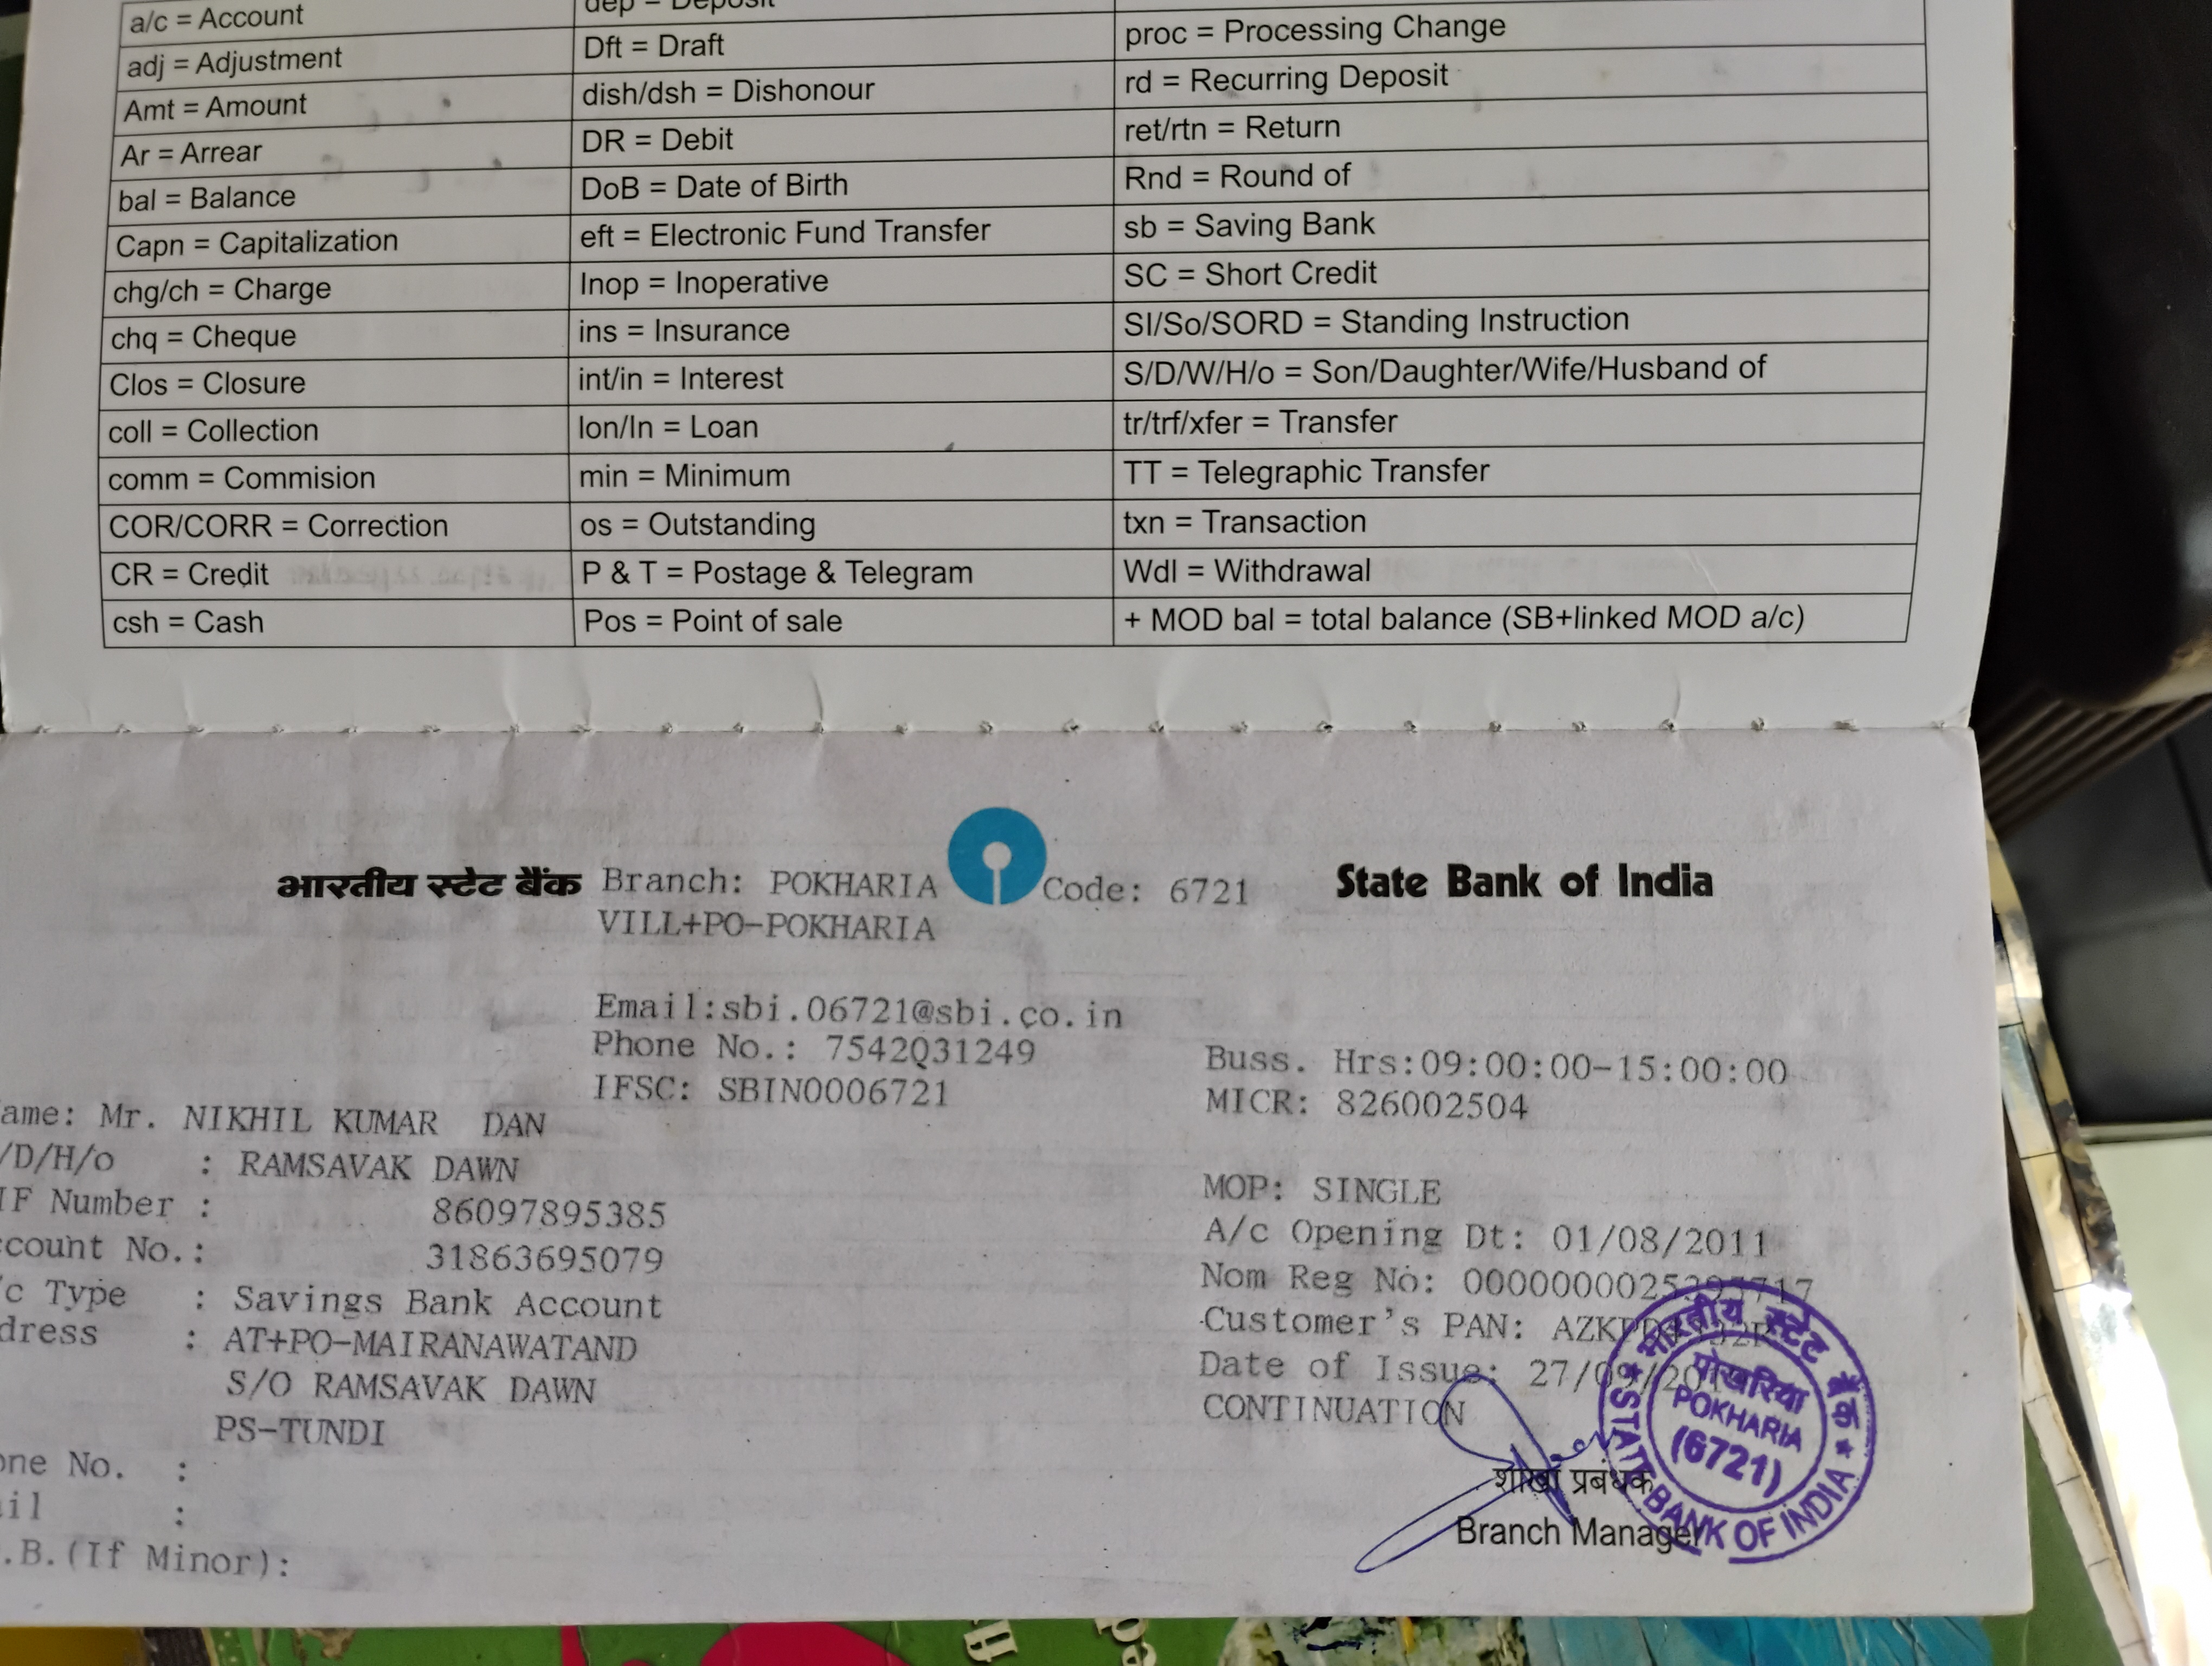 a/c = Account
dep = Deposit
adj = Adjustment
Dft = Draft
proc = Processing Change
Amt = Amount
dish/dsh = Dishonour
rd = Recurring Deposit
Ar = Arrear
DR = Debit
ret/rtn = Return
bal = Balance
DoB = Date of Birth
Rnd = Round of
Capn = Capitalization
eft = Electronic Fund Transfer
sb = Saving Bank
chg/ch = Charge
Inop = Inoperative
SC = Short Credit
chq = Cheque
ins = Insurance
SI/So/SORD = Standing Instruction
Clos = Closure
int/in = Interest
S/D/W/H/o = Son/Daughter/Wife/Husband of
coll = Collection
lon/ln = Loan
tr/trf/xfer = Transfer
comm = Commision
min = Minimum
TT = Telegraphic Transfer
COR/CORR = Correction
os = Outstanding
txn = Transaction
CR = Credit
P & T = Postage & Telegram
Wdl = Withdrawal
csh = Cash
Pos = Point of sale
+ MOD bal = total balance (SB+linked MOD a/c)
भारतीय स्टेट बैंक Branch: POKHARIA Code: 6721 State Bank of India
VILL+PO-POKHARIA
Email:sbi.06721@sbi.co.in
Phone No.: 7542031249
Buss. Hrs:09:00:00-15:00:00
IFSC: SBIN0006721
MICR: 826002504
ame: Mr. NIKHIL KUMAR DAN
/D/H/o : RAMSAVAK DAWN
MOP: SINGLE
IF Number : 86097895385
A/c Opening Dt: 01/08/2011
count No.: 31863695079
Nom Reg No:
c Type : Savings Bank Account
Customer's PAN:
dress : AT+PO-MAIRANAWATAND
Date of Issue:
S/O RAMSAVAK DAWN
CONTINUATION
PS-TUNDI
one No. :
il :
.B.(If Minor):
शाखा प्रबंधक
Branch Manager
भारतीय स्टेट बैंक
पोखरिया
POKHARIA
(6721)
STATE BANK OF INDIA